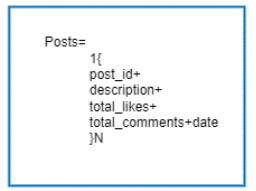 Posts=
1{
post_id+
description+
total_likes+
total_comments+date
}N